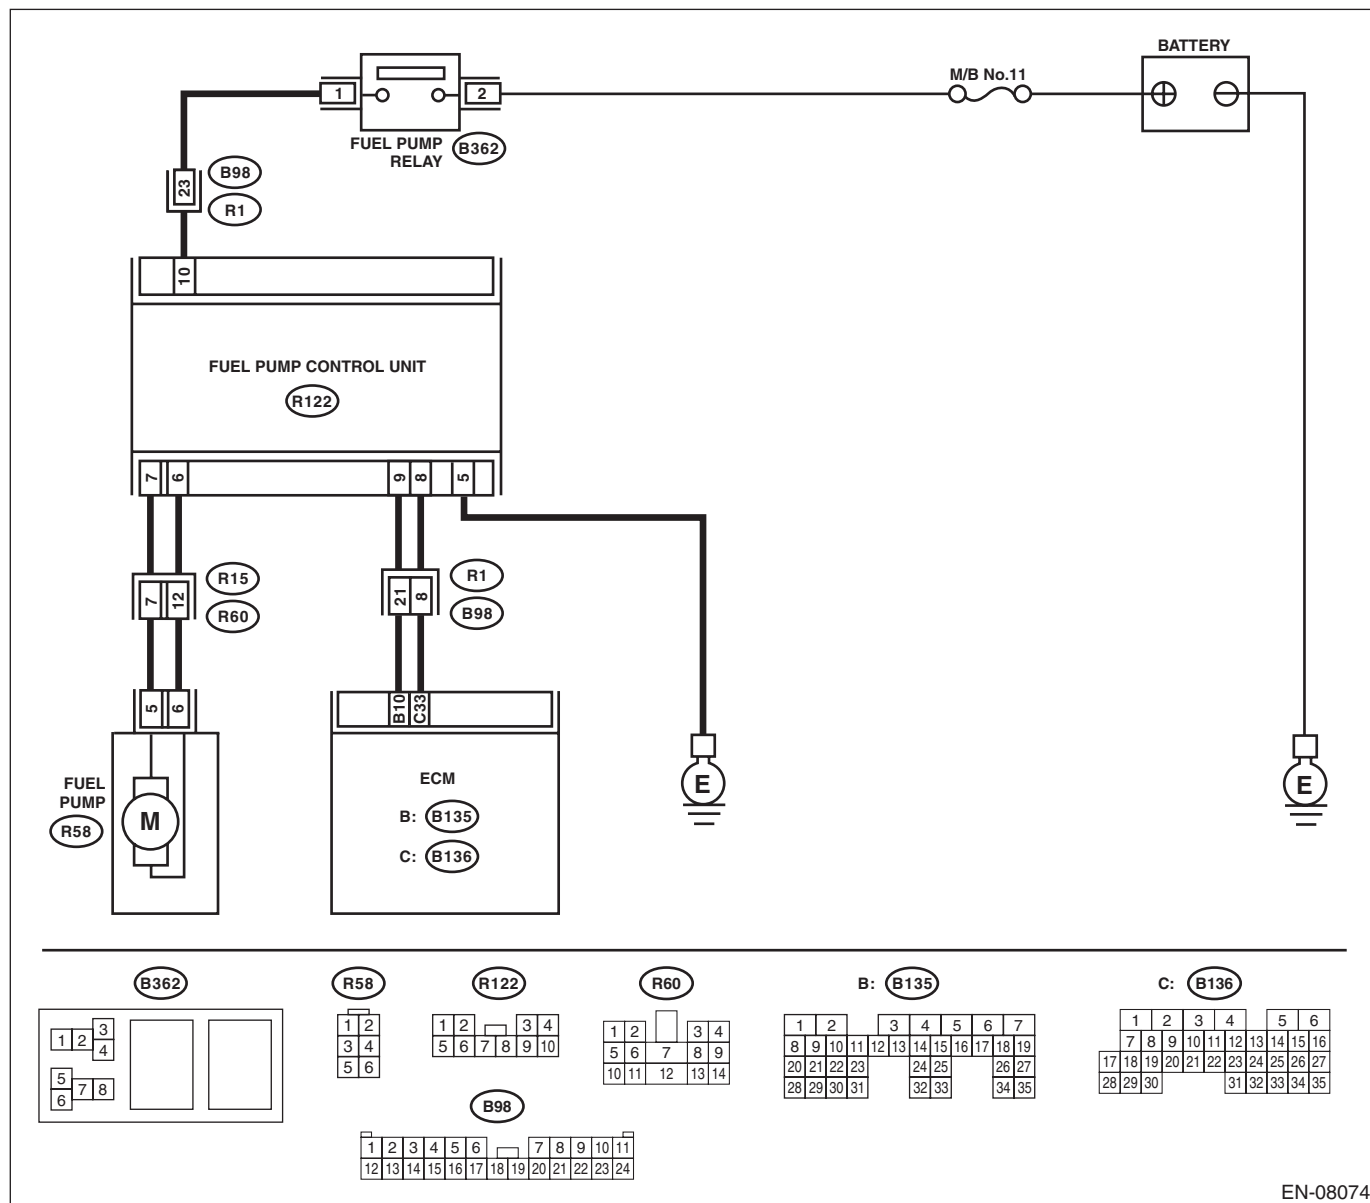 BATTERY
M/B No.11
1
2
FUEL PUMP
RELAY
B362
23
B98
R1
10
FUEL PUMP CONTROL UNIT
R122
7 6 9 8 5
7 12
R15
R60
21 8
R1
B98
5 6
B10 C33
FUEL
PUMP
R58
M
ECM
B: B135
C: B136
E
E
B362
1 2 3 4
5 6 7 8
R58
1 2
3 4
5 6
R122
1 2 3 4
5 6 7 8 9 10
R60
1 2 3 4
5 6 7 8 9
10 11 12 13 14
B: B135
1 2 3 4 5 6 7
8 9 10 11 12 13 14 15 16 17 18 19
20 21 22 23 24 25 26 27
28 29 30 31 32 33 34 35
C: B136
1 2 3 4 5 6
7 8 9 10 11 12 13 14 15 16
17 18 19 20 21 22 23 24 25 26 27
28 29 30 31 32 33 34 35
B98
1 2 3 4 5 6 7 8 9 10 11
12 13 14 15 16 17 18 19 20 21 22 23 24
EN-08074